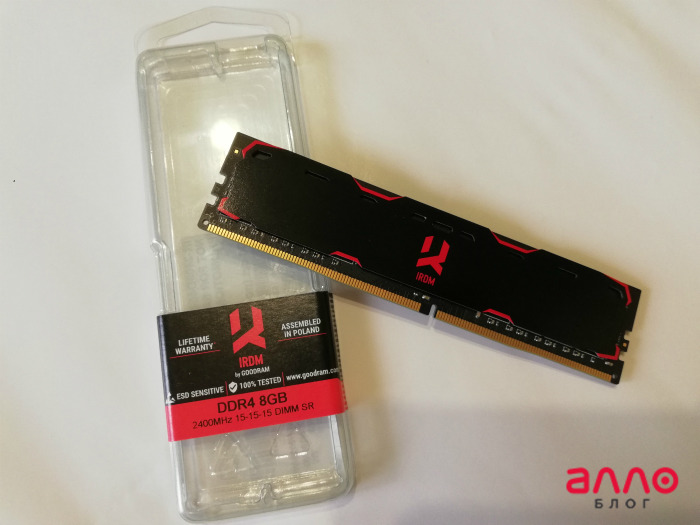 IRDM
LIFETIME
WARRANTY
IRDM
by GOODRAM
ASSEMBLED
IN POLAND
ESD SENSITIVE
100% TESTED
www.goodram.com
DDR4 8GB
2400MHz 15-15-15 DIMM SR
алло
БЛОГ